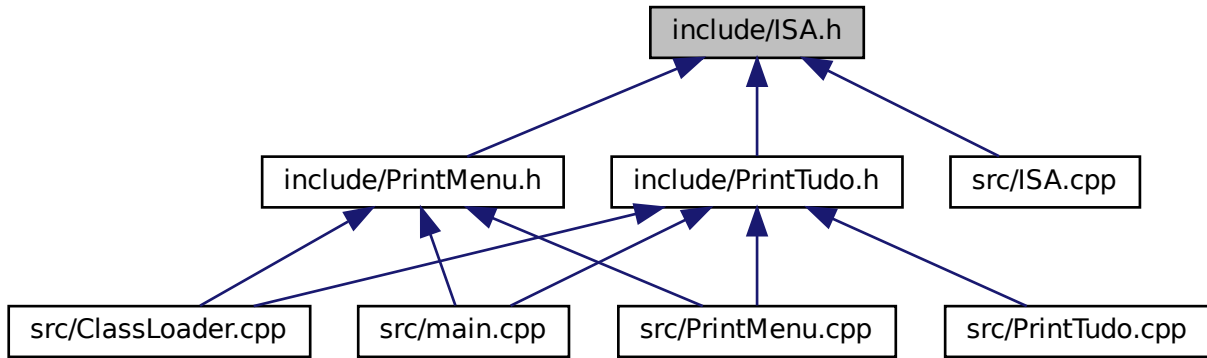 include/ISA.h
include/PrintMenu.h
include/PrintTudo.h
src/ISA.cpp
src/ClassLoader.cpp
src/main.cpp
src/PrintMenu.cpp
src/PrintTudo.cpp